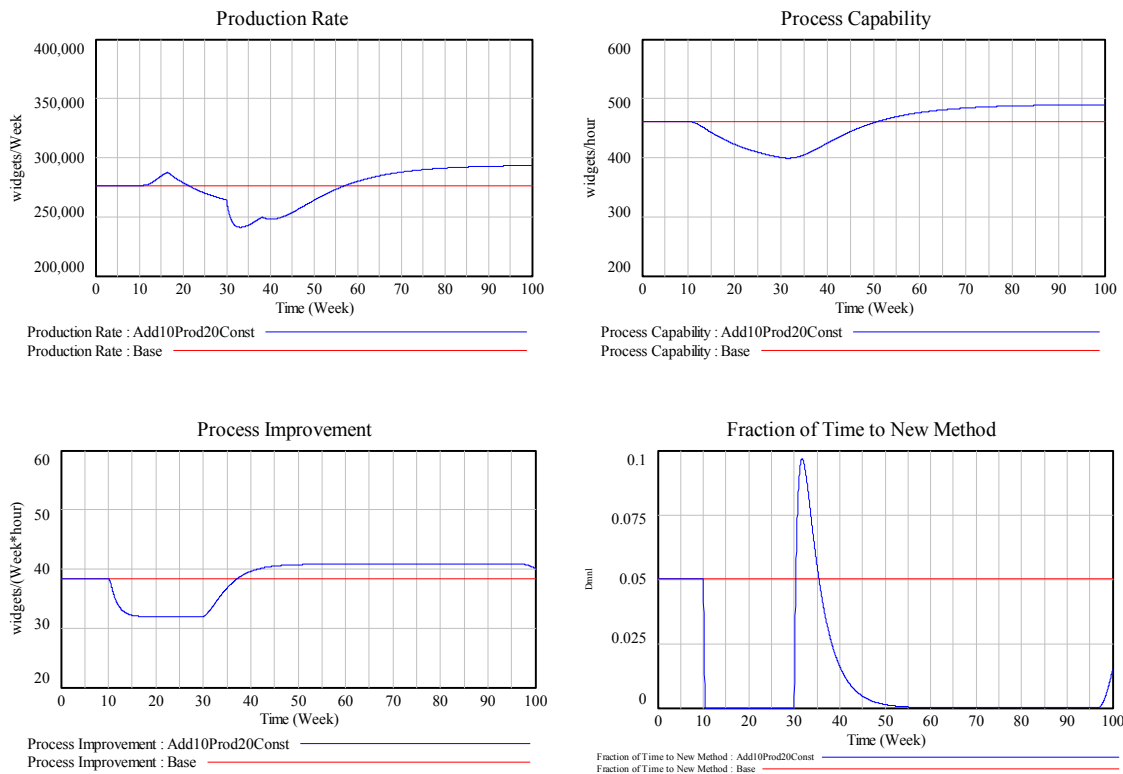 Production Rate
400,000
350,000
300,000
250,000
200,000
widgets/Week
0 10 20 30 40 50 60 70 80 90 100
Time (Week)
Production Rate : Add10Prod20Const
Production Rate : Base
Process Capability
600
500
400
300
200
widgets/hour
0 10 20 30 40 50 60 70 80 90 100
Time (Week)
Process Capability : Add10Prod20Const
Process Capability : Base
Process Improvement
60
50
40
30
20
widgets/(Week*hour)
0 10 20 30 40 50 60 70 80 90 100
Time (Week)
Process Improvement : Add10Prod20Const
Process Improvement : Base
Fraction of Time to New Method
0.1
0.075
0.05
0.025
0
Dmnl
0 10 20 30 40 50 60 70 80 90 100
Time (Week)
Fraction of Time to New Method : Add10Prod20Const
Fraction of Time to New Method : Base